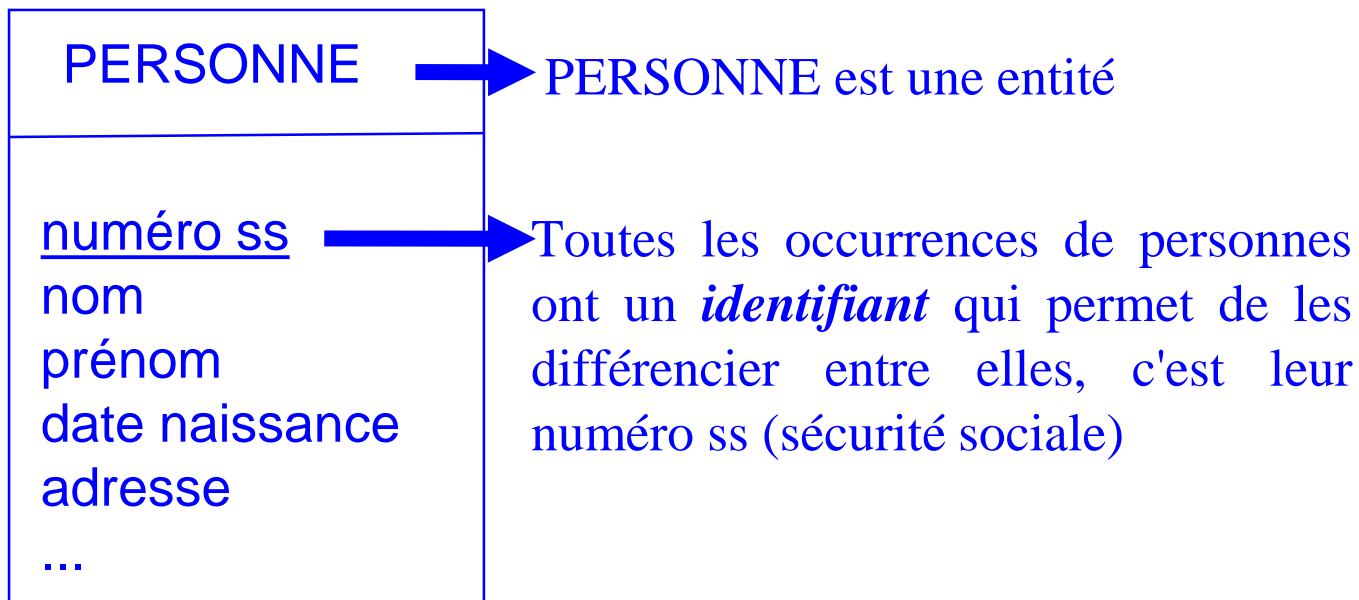 PERSONNE
PERSONNE est une entité
numéro ss
nom
prénom
date naissance
adresse
...
Toutes les occurrences de personnes
ont un identifiant qui permet de les
différencier entre elles, c'est leur
numéro ss (sécurité sociale)